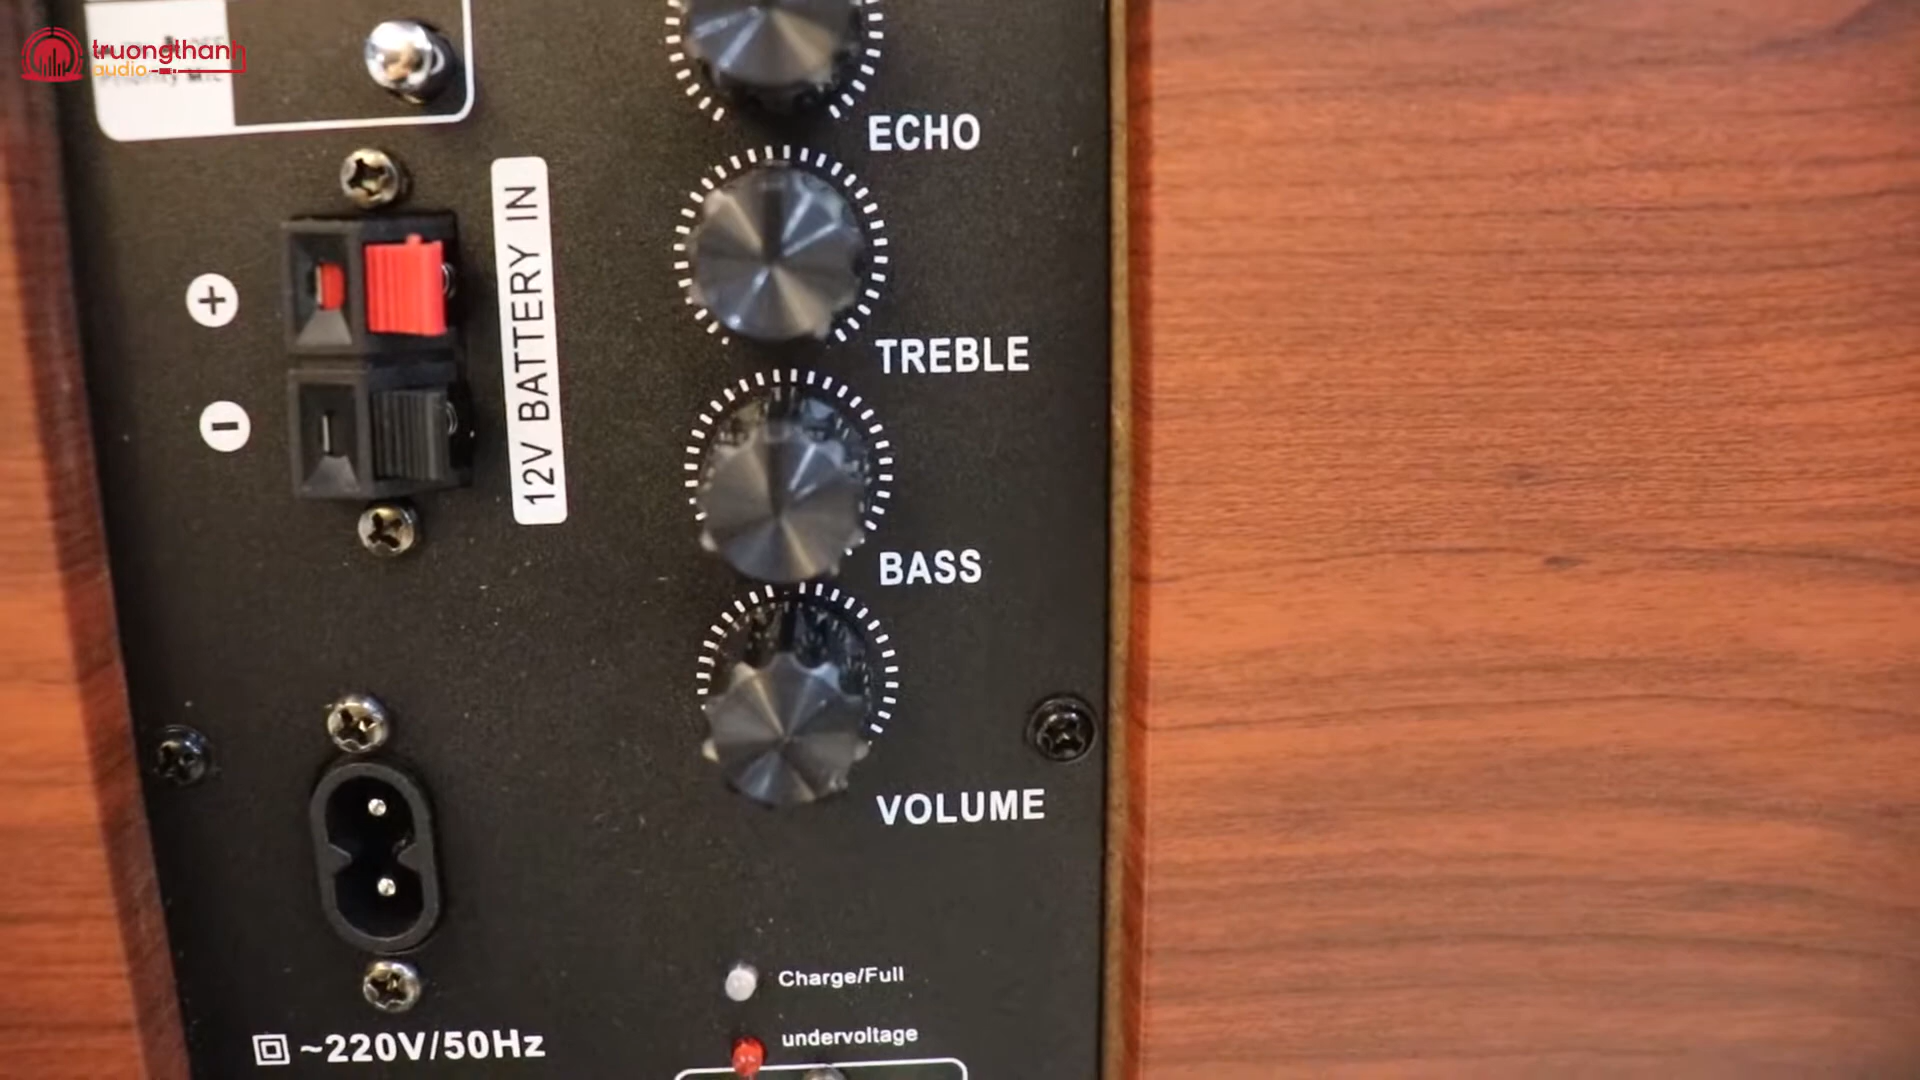 truongthanh
audio
ECHO
12V BATTERY IN
+
TREBLE
−
BASS
VOLUME
Charge/Full
undervoltage
~220V/50Hz